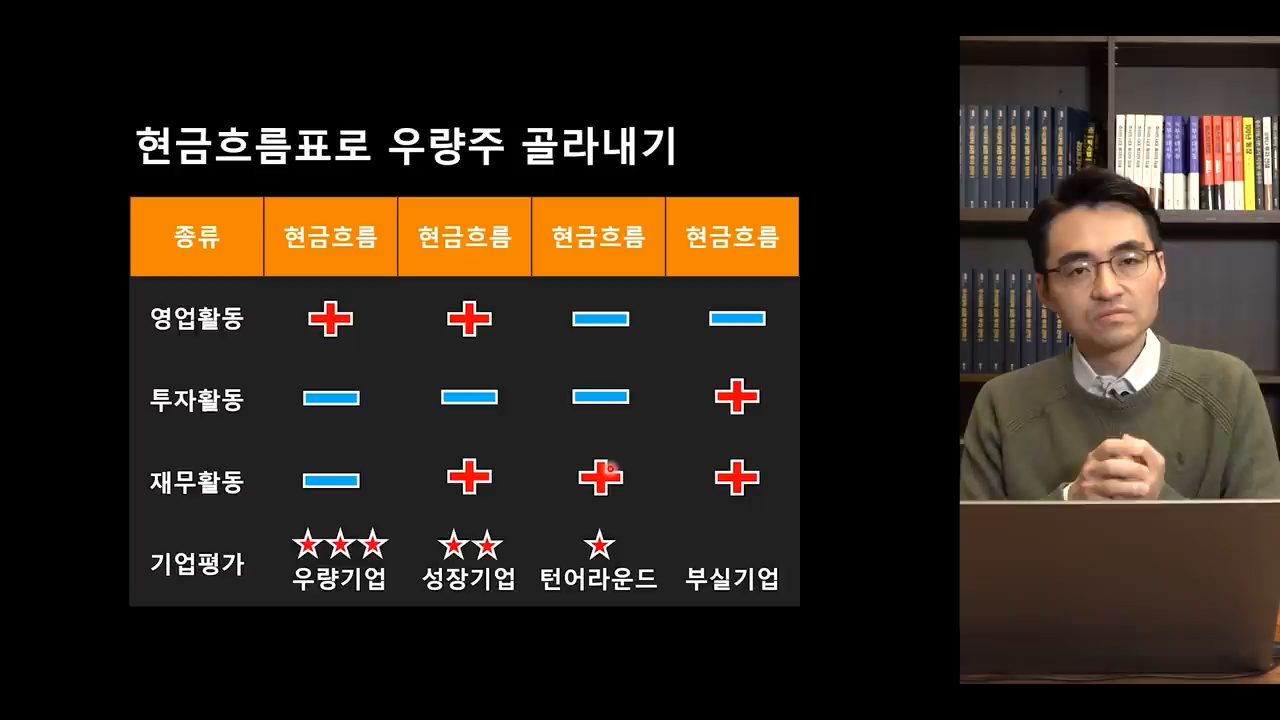 현금흐름표로 우량주 골라내기
종류 현금흐름 현금흐름 현금흐름 현금흐름
영업활동
투자활동
재무활동
기업평가
우량기업 성장기업 턴어라운드 부실기업